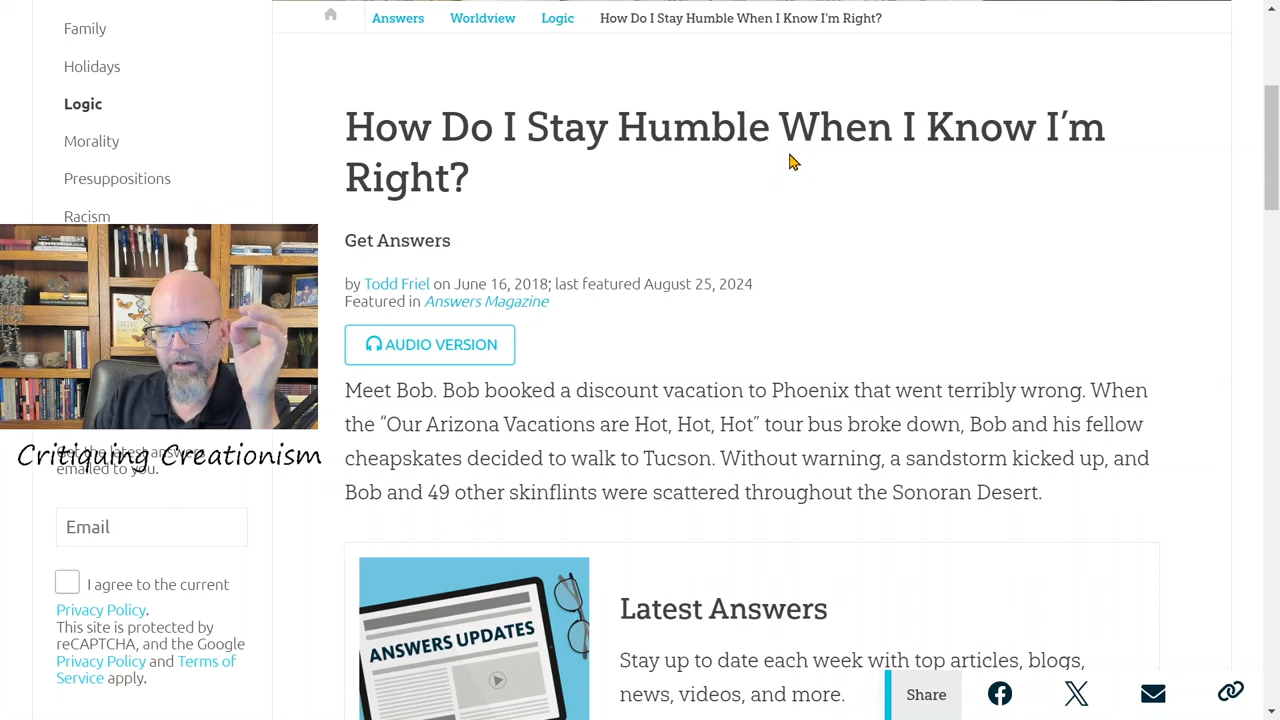 Answers Worldview Logic How Do I Stay Humble When I Know I’m Right?
Family
Holidays
Logic
Morality
Presuppositions
Racism
How Do I Stay Humble When I Know I’m
Right?
Get Answers
by Todd Friel on June 16, 2018; last featured August 25, 2024
Featured in Answers Magazine
AUDIO VERSION
Meet Bob. Bob booked a discount vacation to Phoenix that went terribly wrong. When
the “Our Arizona Vacations are Hot, Hot, Hot” tour bus broke down, Bob and his fellow
cheapskates decided to walk to Tucson. Without warning, a sandstorm kicked up, and
Bob and 49 other skinflints were scattered throughout the Sonoran Desert.
Critiquing Creationism
Get the latest answers
emailed to you.
Email
I agree to the current
Privacy Policy.
This site is protected by
reCAPTCHA, and the Google
Privacy Policy and Terms of
Service apply.
ANSWERS UPDATES
Latest Answers
Stay up to date each week with top articles, blogs,
news, videos, and more.
Share